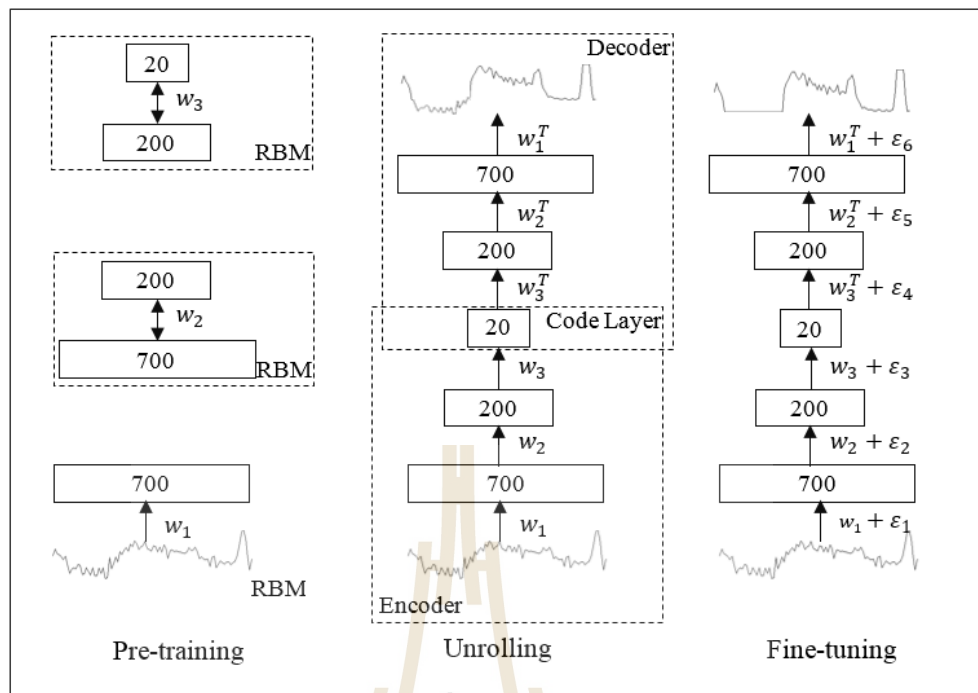 20
w₃
200
RBM
200
w₂
700
RBM
700
w₁
RBM
Pre-training
Decoder
w₁ᵀ
700
w₂ᵀ
200
w₃ᵀ
20
Code Layer
w₃
200
w₂
700
w₁
Encoder
Unrolling
w₁ᵀ + ε₆
700
w₂ᵀ + ε₅
200
w₃ᵀ + ε₄
20
w₃ + ε₃
200
w₂ + ε₂
700
w₁ + ε₁
Fine-tuning